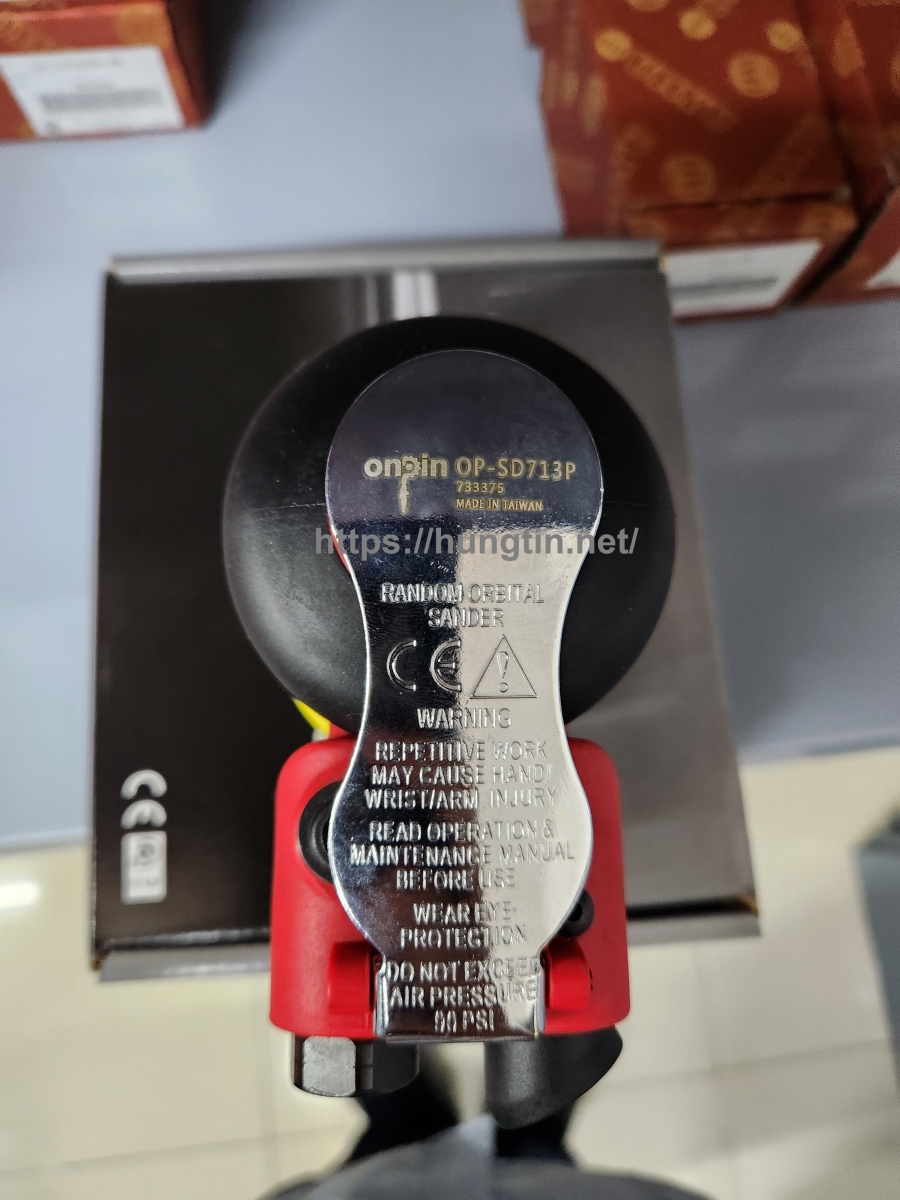 onpin OP-SD713P
733375
MADE IN TAIWAN
https://hungtin.net/
RANDOM ORBITAL
SANDER
CE
WARNING
REPETITIVE WORK
MAY CAUSE HAND/
WRIST/ARM INJURY
READ OPERATION &
MAINTENANCE MANUAL
BEFORE USE
WEAR EYE-
PROTECTION
DO NOT EXCEED
AIR PRESSURE
90 PSI
CE